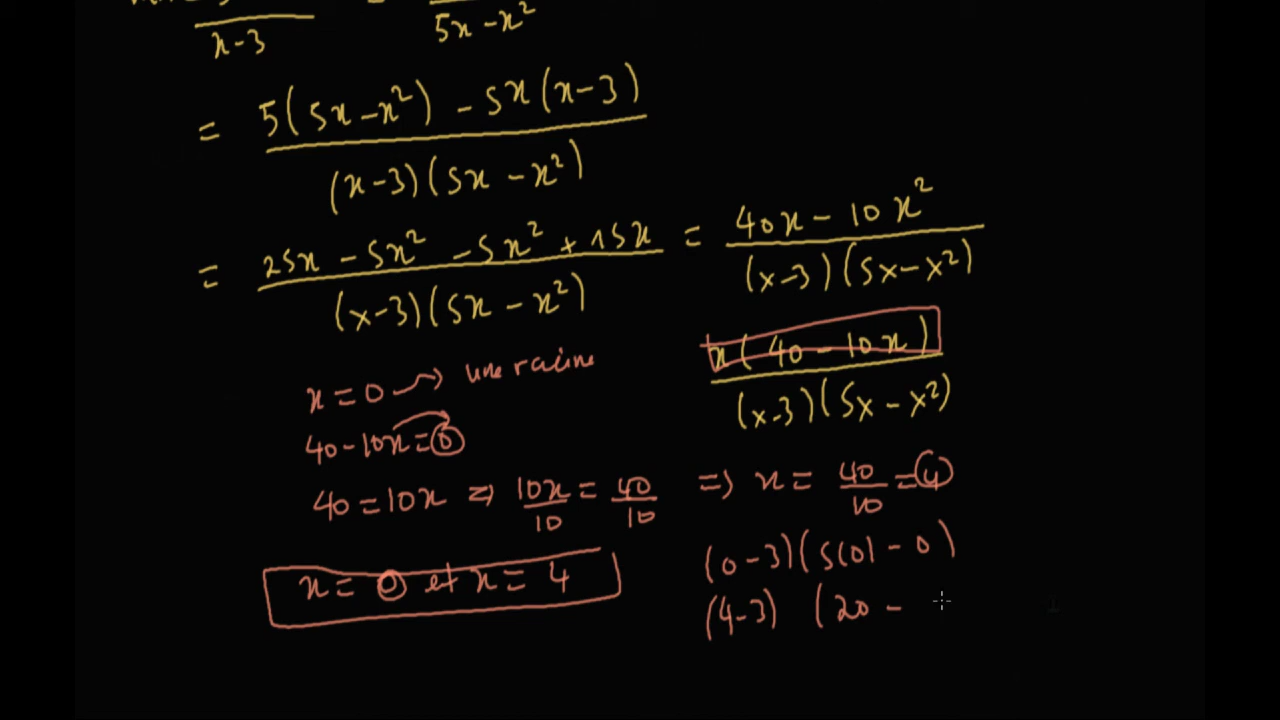 x-3
5x-x²
= 5(5x-x²) - 5x(x-3)
(x-3)(5x-x²)
= 25x - 5x² - 5x² + 15x = 40x - 10x²
(x-3)(5x-x²) (x-3)(5x-x²)
x=0 → une racine
x(40-10x)
(x-3)(5x-x²)
40-10x=0
40=10x ⇒ 10x/10 = 40/10 ⇒ x = 40/10 = 4
x=0 et x=4
(0-3)(5(0)-0)
(4-3) (20-